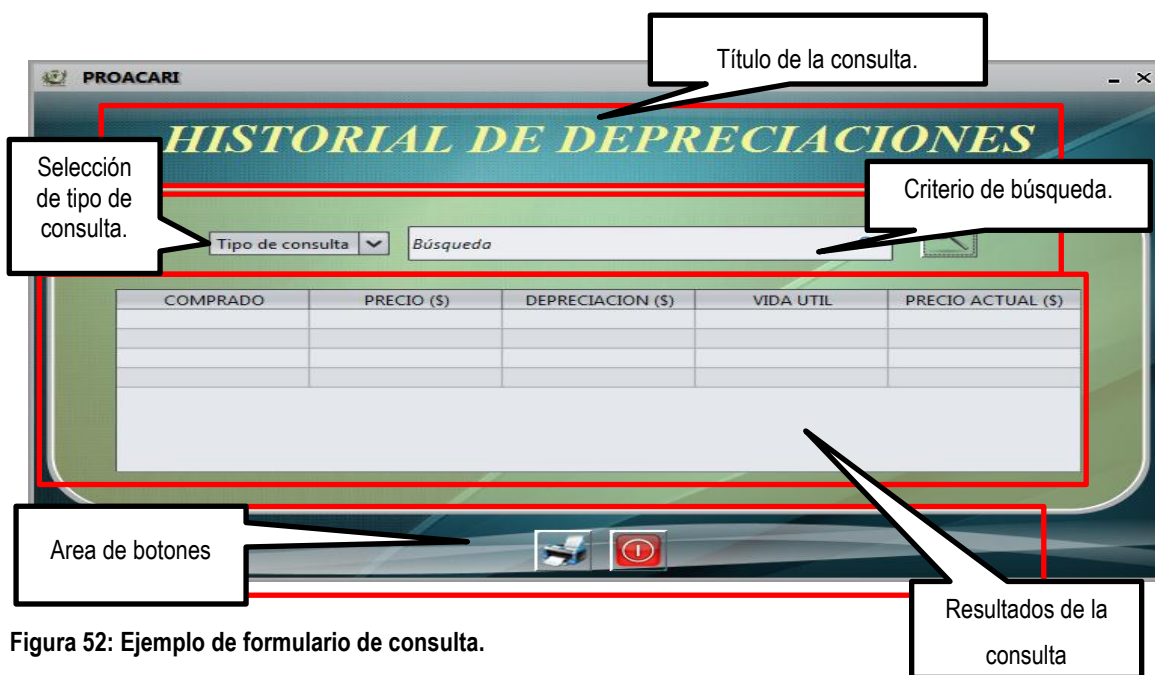 Título de la consulta.
PROACARI
HISTORIAL DE DEPRECIACIONES
Selección
de tipo de
consulta.
Criterio de búsqueda.
Tipo de consulta
Búsqueda
COMPRADO PRECIO ($) DEPRECIACION ($) VIDA UTIL PRECIO ACTUAL ($)
Area de botones
Resultados de la
consulta
Figura 52: Ejemplo de formulario de consulta.